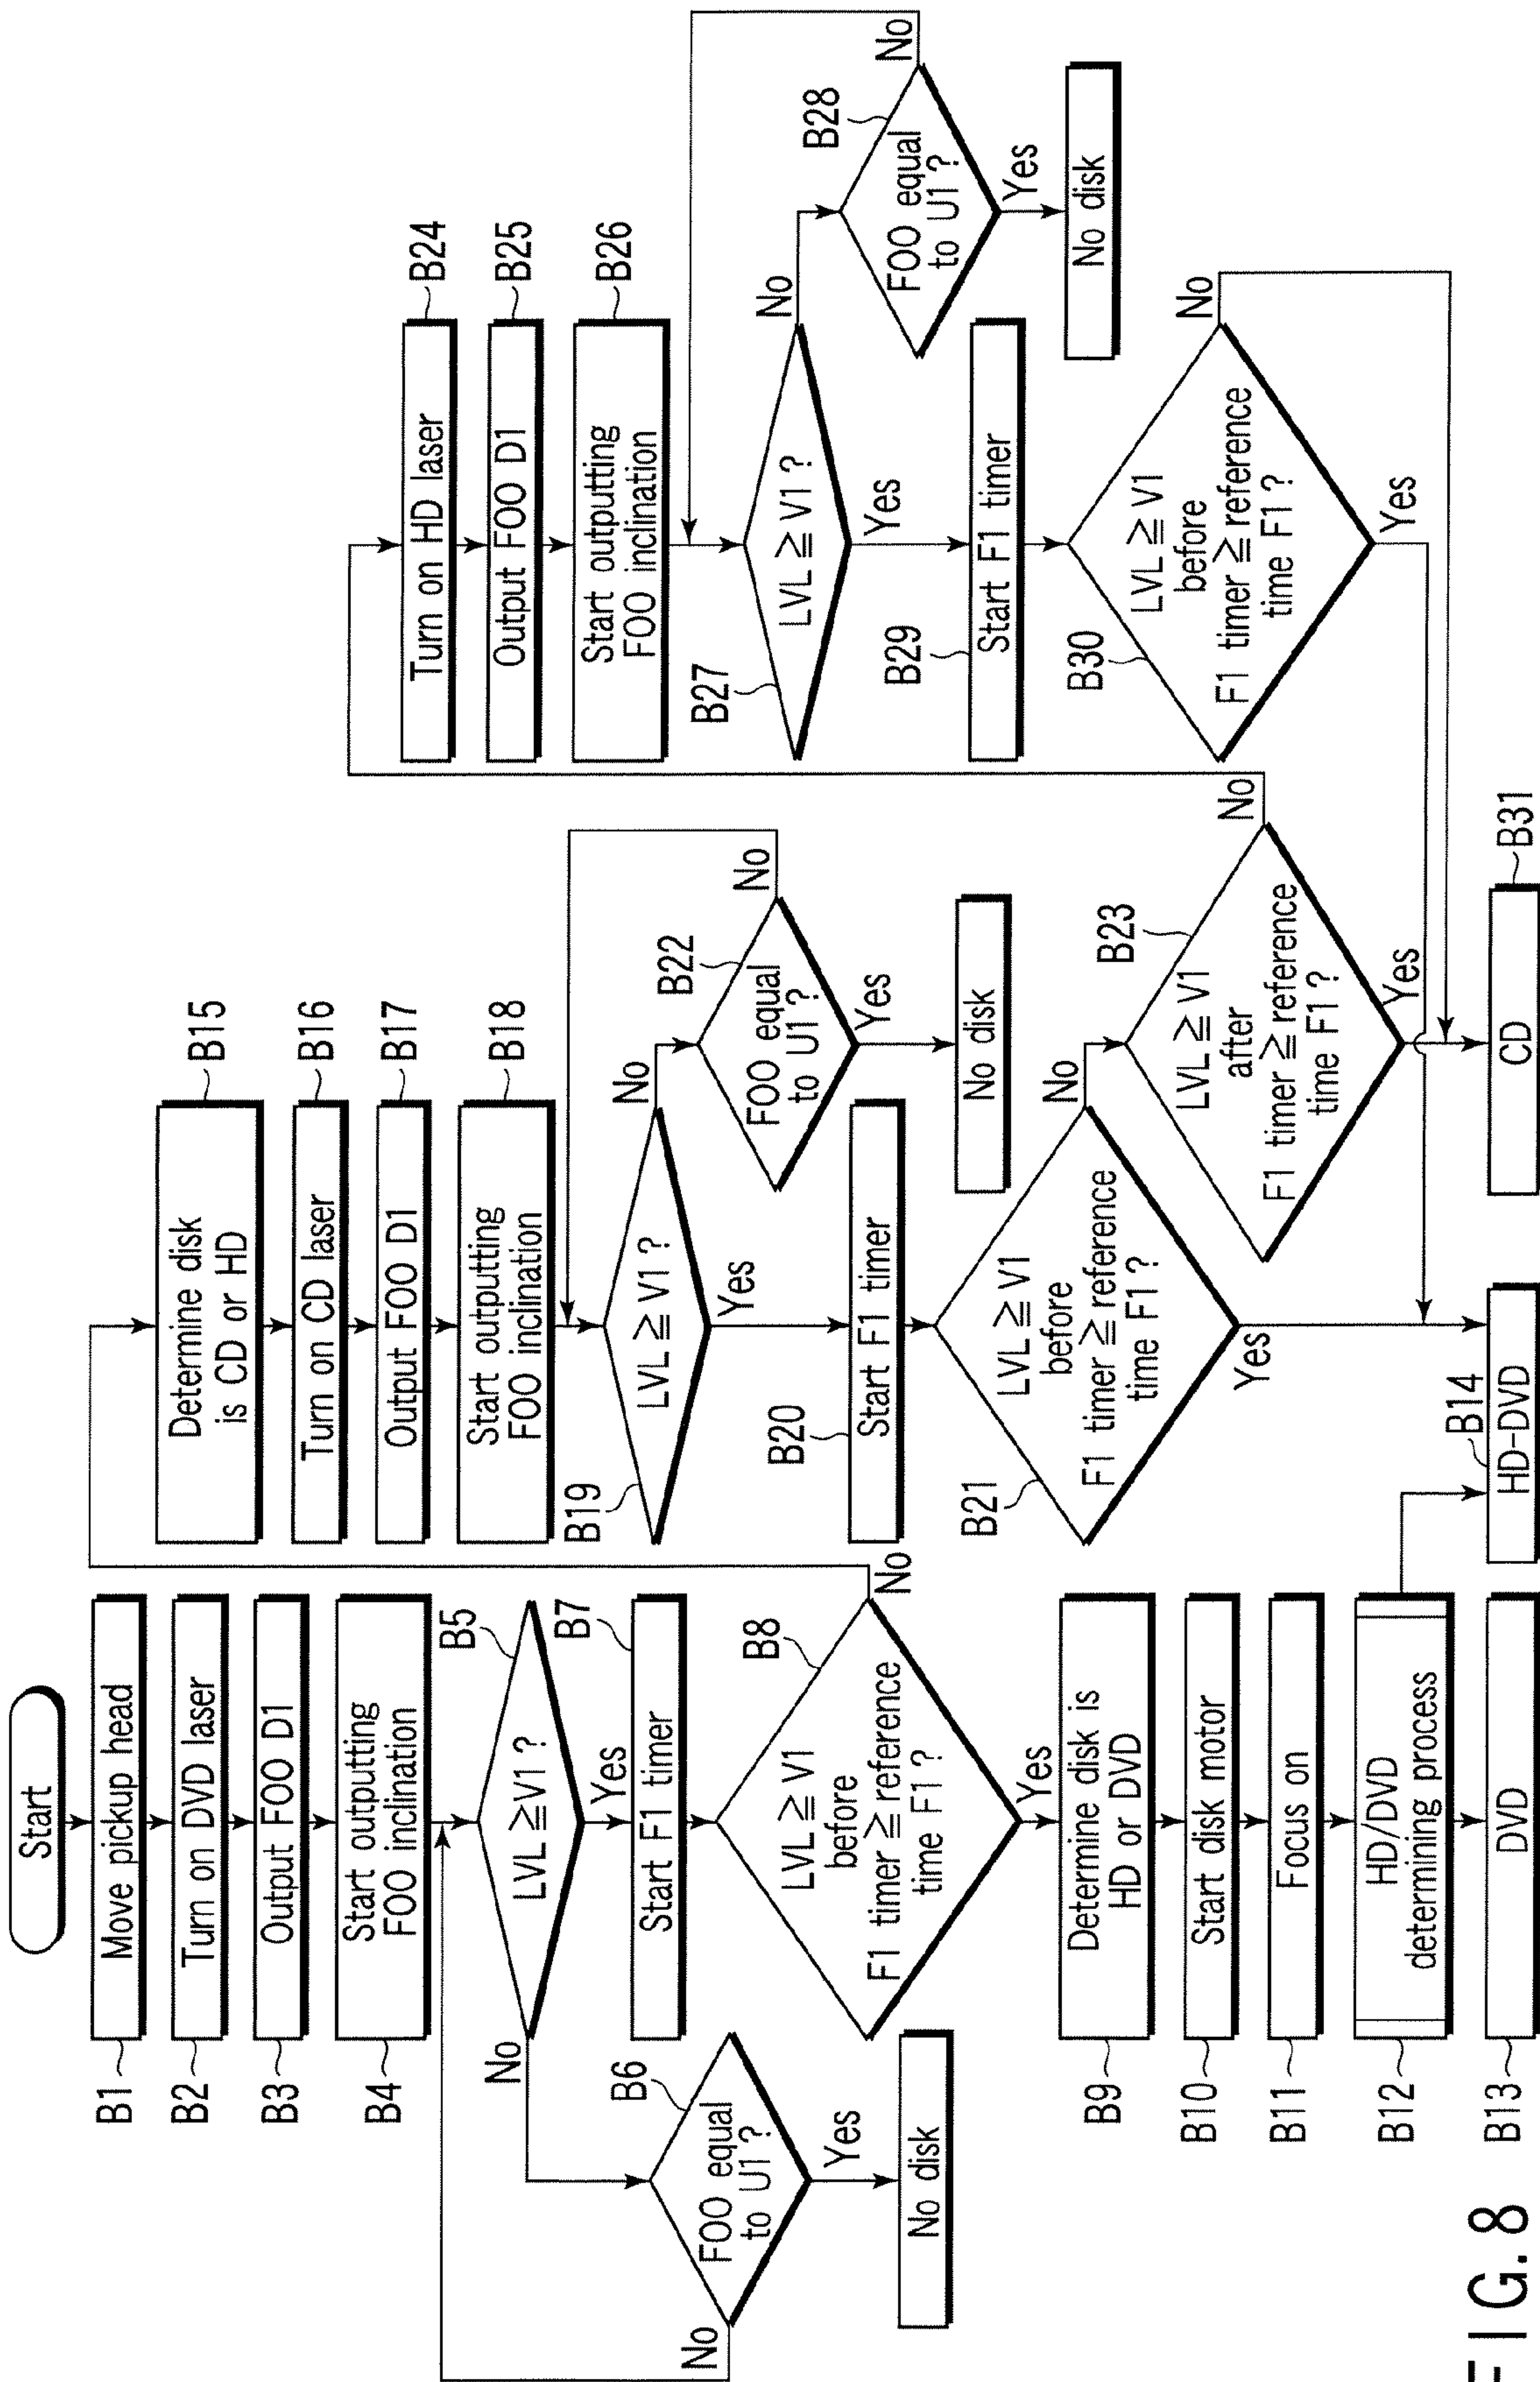 Start
B1
Move pickup head
B2
Turn on DVD laser
B3
Output FOO D1
B4
Start outputting
FOO inclination
B5
LVL ≧ V1 ?
No
Yes
B6
FOO equal
to U1 ?
No
Yes
No disk
B7
Start F1 timer
B8
LVL ≧ V1
before
F1 timer ≧ reference
time F1 ?
No
Yes
B9
Determine disk is
HD or DVD
B10
Start disk motor
B11
Focus on
B12
HD/DVD
determining process
B13
DVD
B14
HD-DVD
Determine disk
is CD or HD
B15
Turn on CD laser
B16
Output FOO D1
B17
Start outputting
FOO inclination
B18
B19
LVL ≧ V1 ?
No
Yes
B22
FOO equal
to U1 ?
No
Yes
No disk
B20
Start F1 timer
B21
LVL ≧ V1
before
F1 timer ≧ reference
time F1 ?
No
Yes
B23
LVL ≧ V1
after
F1 timer ≧ reference
time F1 ?
No
Yes
Turn on HD laser
B24
Output FOO D1
B25
Start outputting
FOO inclination
B26
B27
LVL ≧ V1 ?
No
Yes
B28
FOO equal
to U1 ?
No
Yes
No disk
B29
Start F1 timer
B30
LVL ≧ V1
before
F1 timer ≧ reference
time F1 ?
No
Yes
CD
B31
FIG. 8